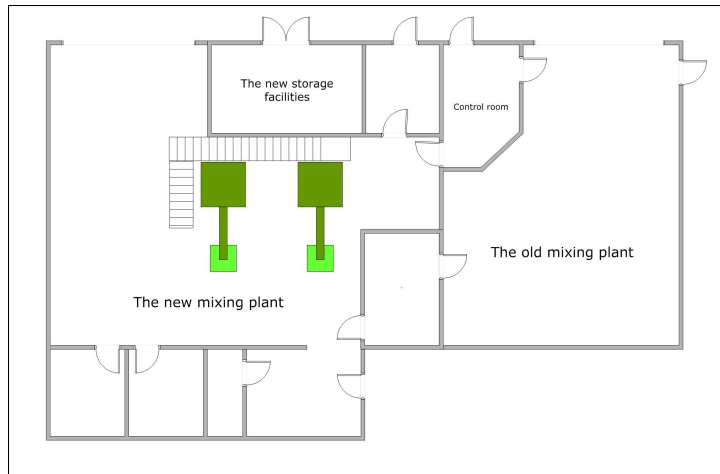 The new storage
facilities
Control room
The old mixing plant
The new mixing plant